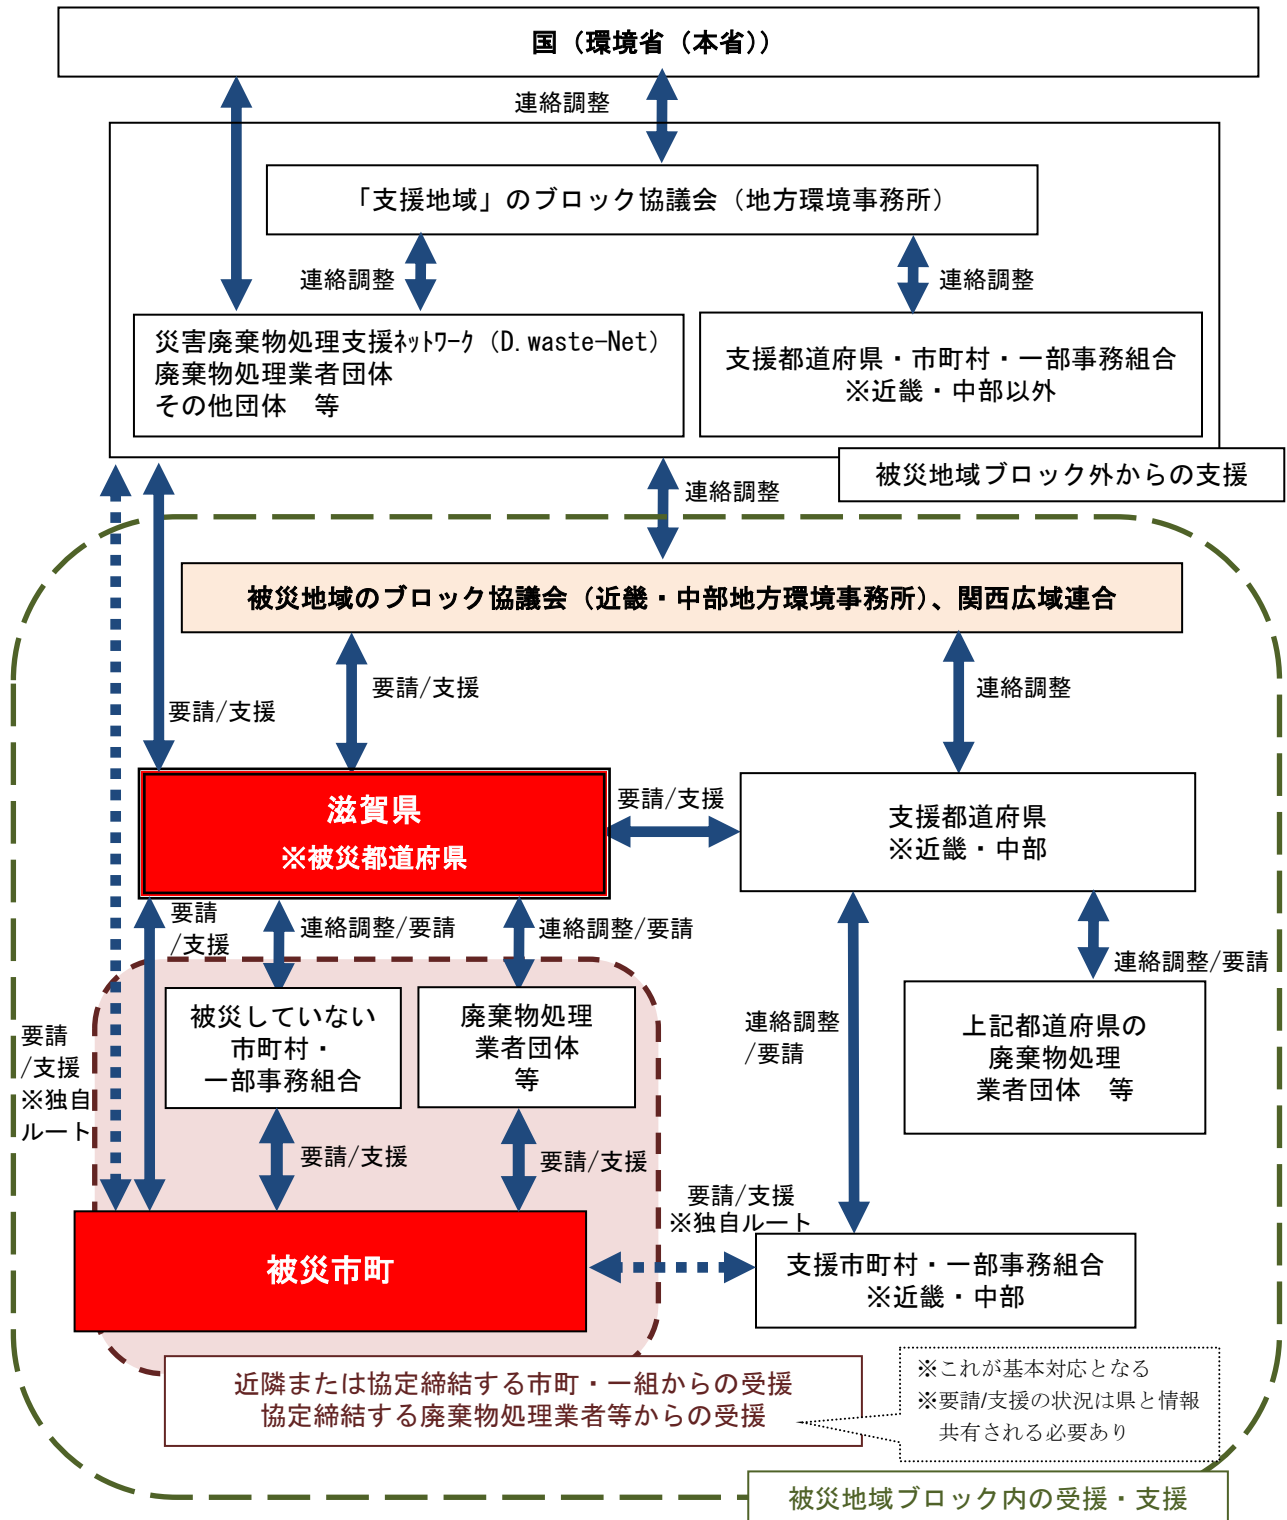 国（環境省（本省））
連絡調整
「支援地域」のブロック協議会（地方環境事務所）
連絡調整
連絡調整
災害廃棄物処理支援ﾈｯﾄﾜｰｸ（D.waste-Net）
廃棄物処理業者団体
その他団体　等
支援都道府県・市町村・一部事務組合
※近畿・中部以外
被災地域ブロック外からの支援
連絡調整
被災地域のブロック協議会（近畿・中部地方環境事務所）、関西広域連合
要請/支援
要請/支援
連絡調整
滋賀県
※被災都道府県
要請/支援
支援都道府県
※近畿・中部
要請
/支援
連絡調整/要請
連絡調整/要請
連絡調整/要請
被災していない
市町村・
一部事務組合
廃棄物処理
業者団体
等
連絡調整
/要請
上記都道府県の
廃棄物処理
業者団体　等
要請
/支援
※独自
ルート
要請/支援
要請/支援
要請/支援
※独自ルート
被災市町
支援市町村・一部事務組合
※近畿・中部
近隣または協定締結する市町・一組からの受援
協定締結する廃棄物処理業者等からの受援
※これが基本対応となる
※要請/支援の状況は県と情報
共有される必要あり
被災地域ブロック内の受援・支援